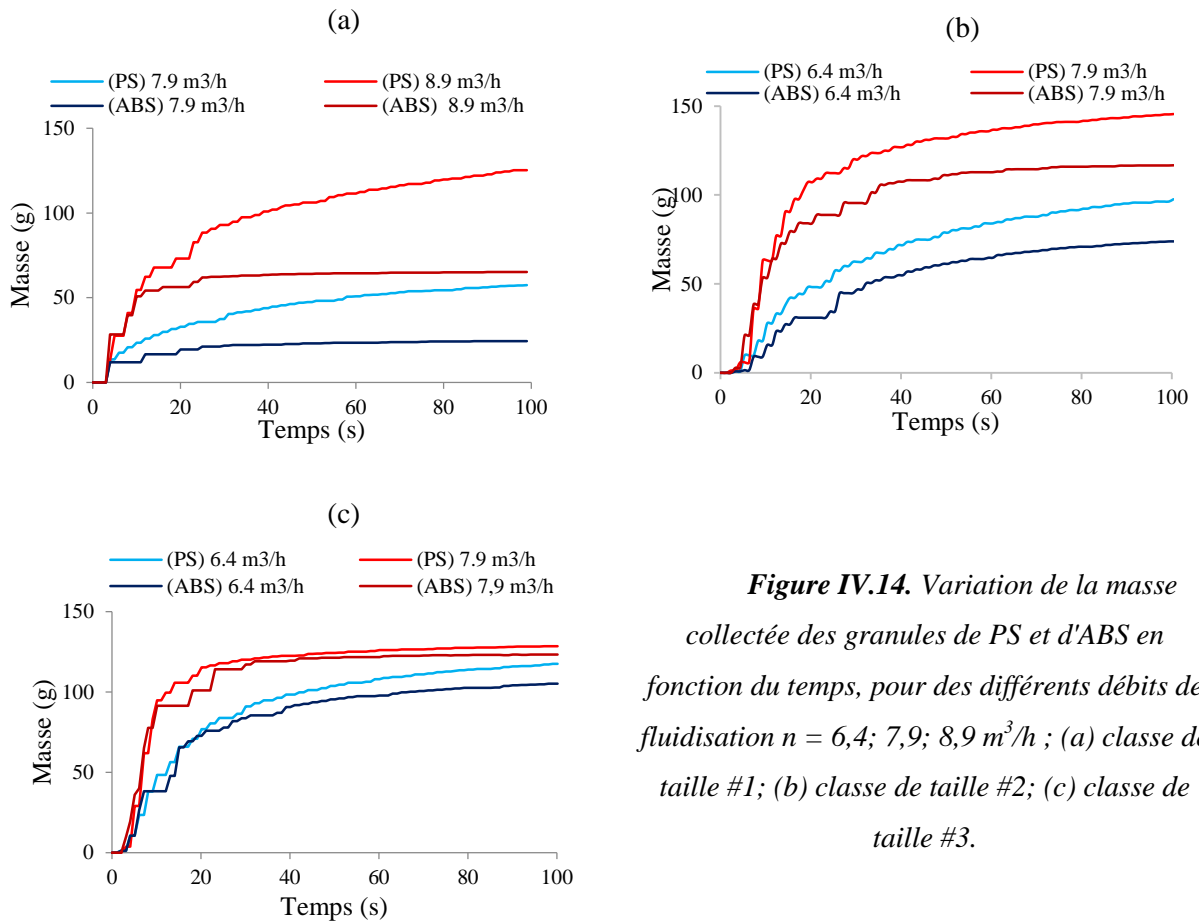 (a)
(PS) 7.9 m3/h (PS) 8.9 m3/h
(ABS) 7.9 m3/h (ABS) 8.9 m3/h
150
100
50
0
Masse (g)
0 20 40 60 80 100
Temps (s)
(b)
(PS) 6.4 m3/h (PS) 7.9 m3/h
(ABS) 6.4 m3/h (ABS) 7.9 m3/h
150
100
50
0
Masse (g)
0 20 40 60 80 100
Temps (s)
(c)
(PS) 6.4 m3/h (PS) 7.9 m3/h
(ABS) 6.4 m3/h (ABS) 7,9 m3/h
150
100
50
0
Masse (g)
0 20 40 60 80 100
Temps (s)
Figure IV.14. Variation de la masse
collectée des granules de PS et d'ABS en
fonction du temps, pour des différents débits de
fluidisation n = 6,4; 7,9; 8,9 m³/h ; (a) classe de
taille #1; (b) classe de taille #2; (c) classe de
taille #3.